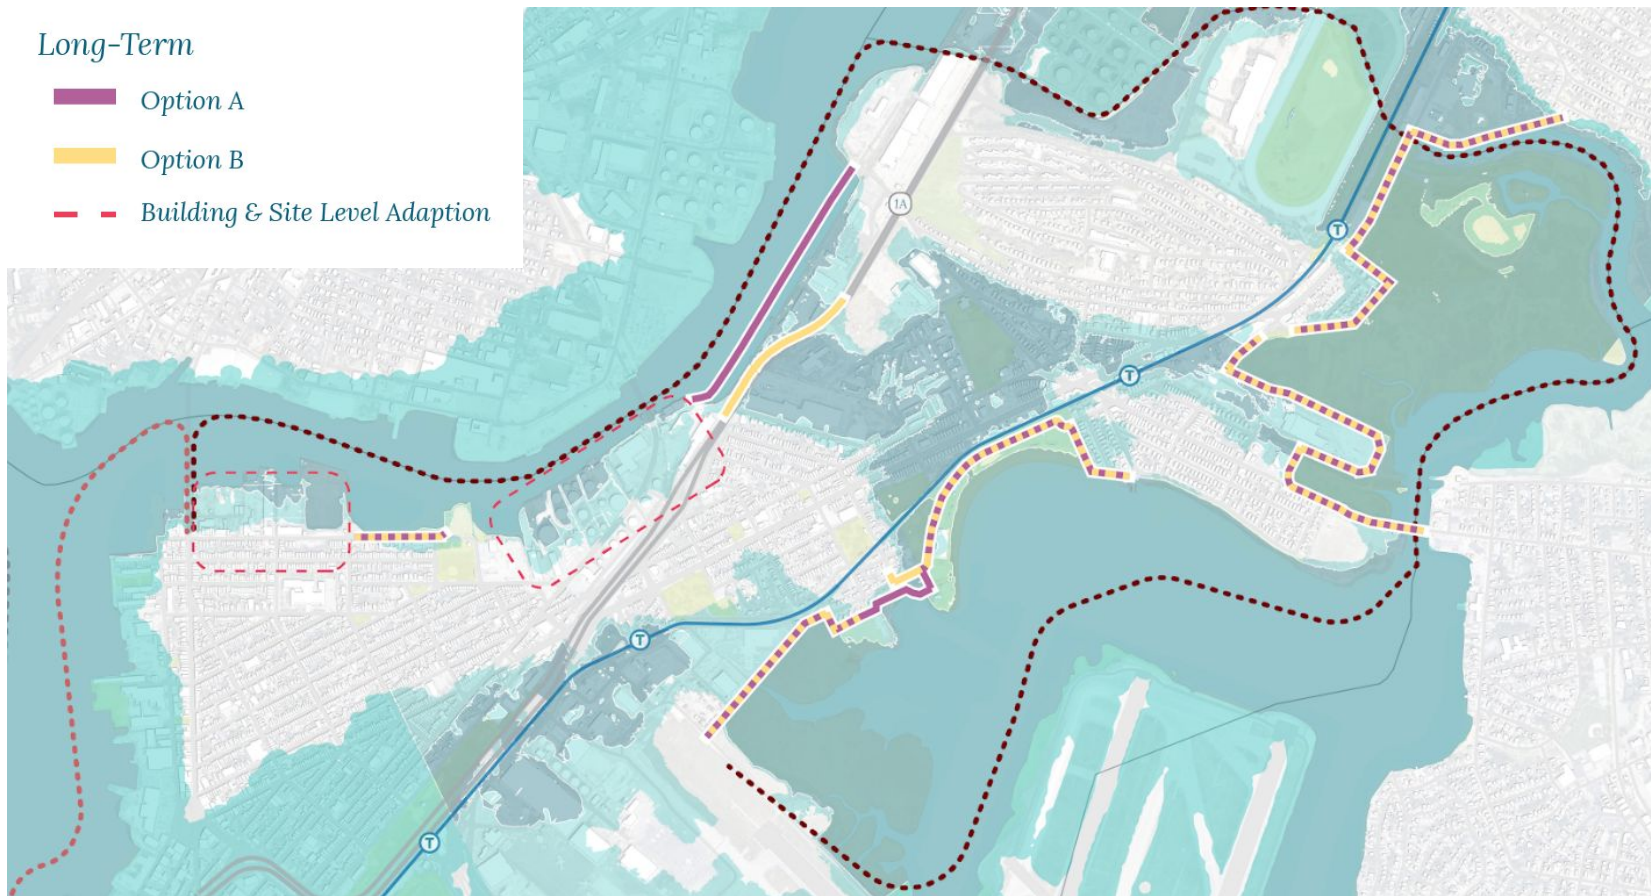 Long-Term
Option A
Option B
Building & Site Level Adaption
1A
T
T
T
T